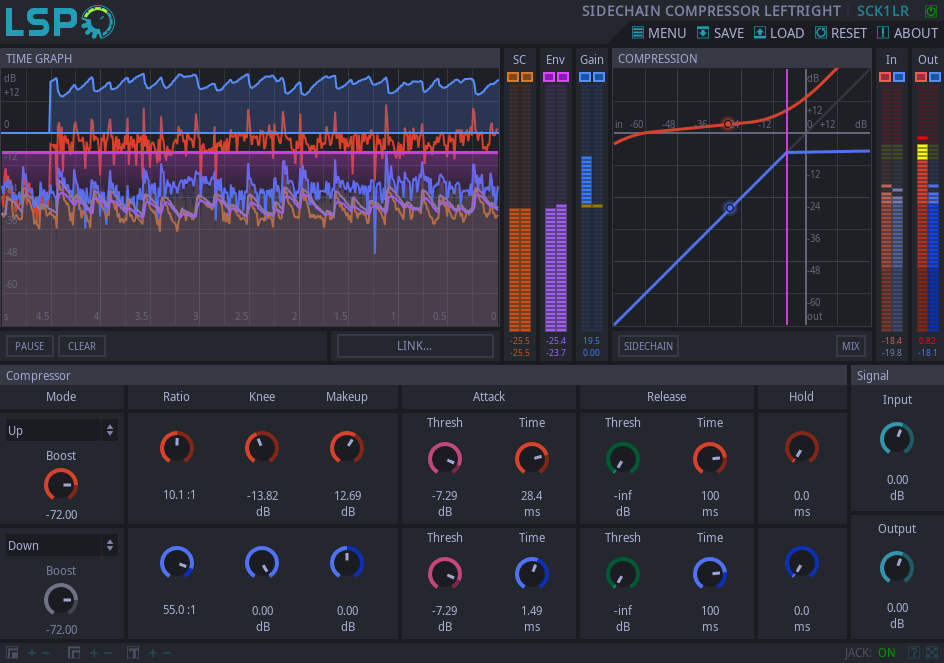 LSP
SIDECHAIN COMPRESSOR LEFTRIGHT SCK1LR
MENU SAVE LOAD RESET ABOUT
TIME GRAPH
SC Env Gain
COMPRESSION
In Out
dB
+12
0
-12
-36
-48
-60
s 4.5 4 3.5 3 2.5 2 1.5 1 0.5 0
dB
+12
in -60 -48 -36 -24 -12 0 +12 dB
-12
-24
-36
-48
-60
out
-25.5 -25.4 19.5
-25.5 -23.7 0.00
-18.4 0.82
-19.8 -18.1
PAUSE CLEAR LINK... SIDECHAIN MIX
Compressor
Signal
Mode Ratio Knee Makeup Attack Release Hold
Input
Thresh Time Thresh Time
Up
Boost
10.1 :1 -13.82 dB 12.69 dB -7.29 dB 28.4 ms -inf dB 100 ms 0.0 ms
-72.00
0.00
dB
Output
Thresh Time Thresh Time
Down
Boost
55.0 :1 0.00 dB 0.00 dB -7.29 dB 1.49 ms -inf dB 100 ms 0.0 ms
-72.00
0.00
dB
T
JACK: ON ?